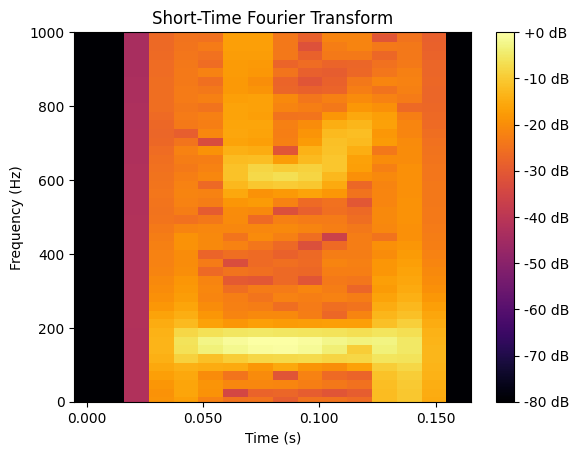 Short-Time Fourier Transform
1000
800
600
400
200
0
Frequency (Hz)
0.000
0.050
0.100
0.150
Time (s)
+0 dB
-10 dB
-20 dB
-30 dB
-40 dB
-50 dB
-60 dB
-70 dB
-80 dB